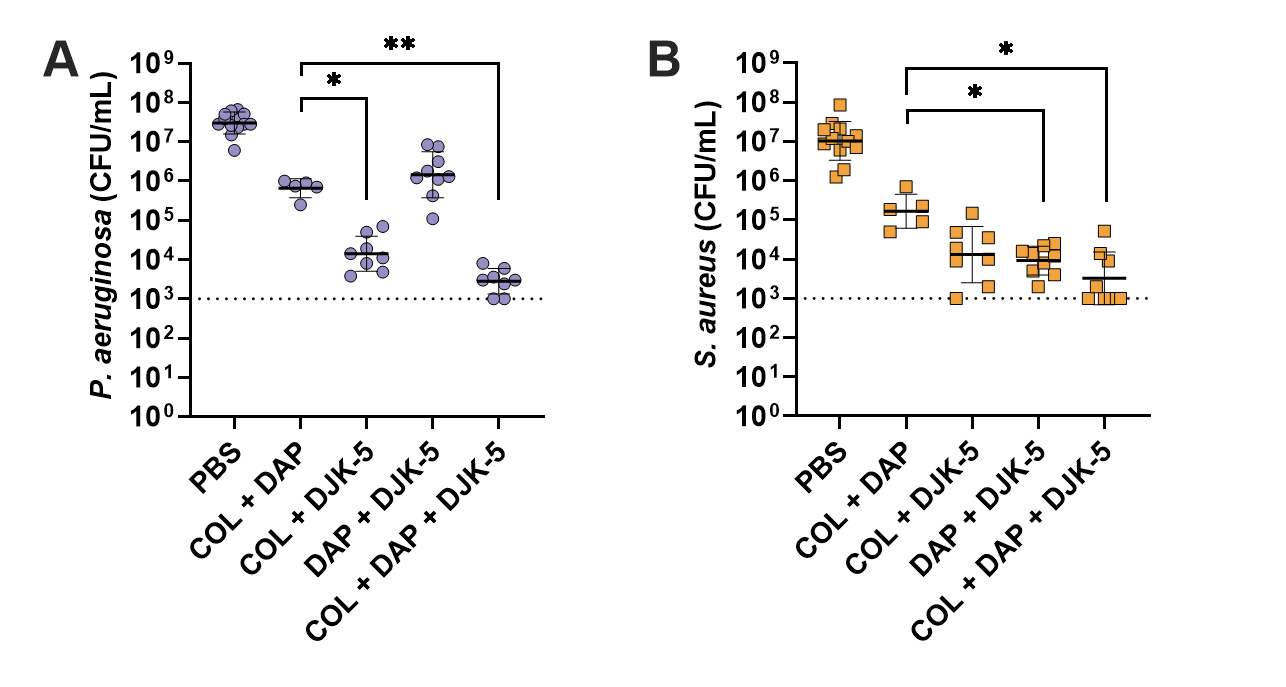 A
P. aeruginosa (CFU/mL)
10⁹
10⁸
10⁷
10⁶
10⁵
10⁴
10³
10²
10¹
10⁰
**
*
PBS
COL + DAP
COL + DJK-5
DAP + DJK-5
COL + DAP + DJK-5
B
S. aureus (CFU/mL)
10⁹
10⁸
10⁷
10⁶
10⁵
10⁴
10³
10²
10¹
10⁰
*
*
PBS
COL + DAP
COL + DJK-5
DAP + DJK-5
COL + DAP + DJK-5